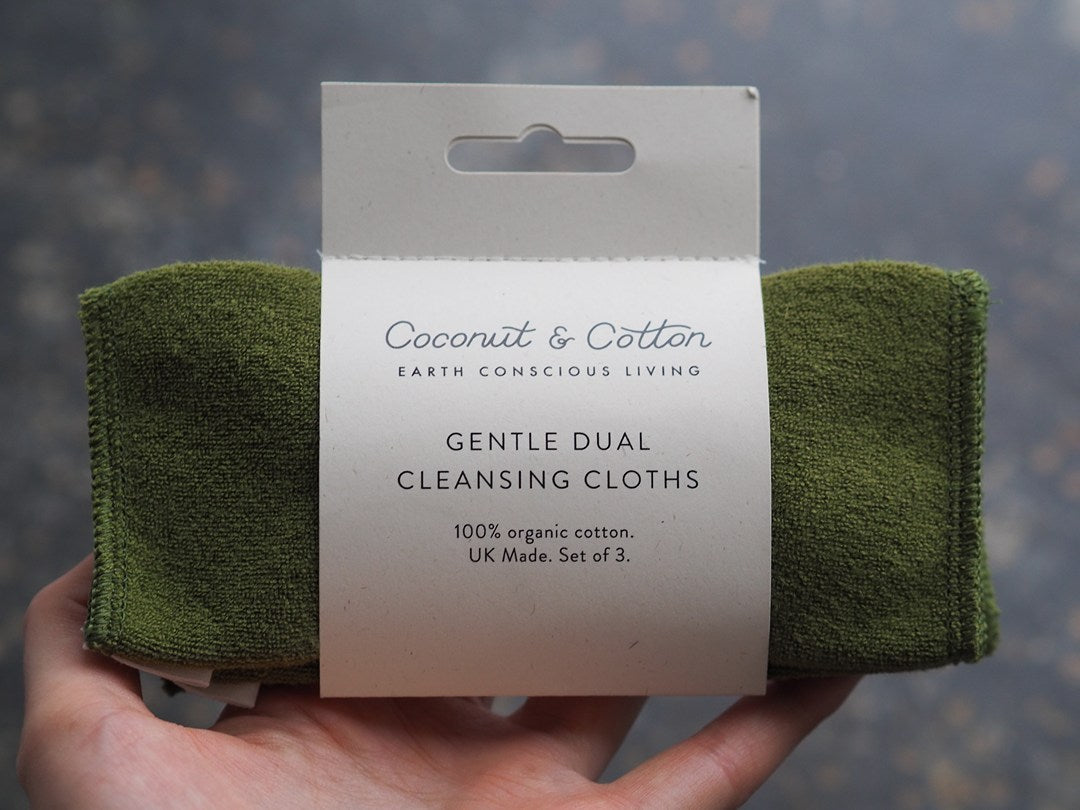 Coconut & Cotton
EARTH CONSCIOUS LIVING
GENTLE DUAL
CLEANSING CLOTHS
100% organic cotton.
UK Made. Set of 3.